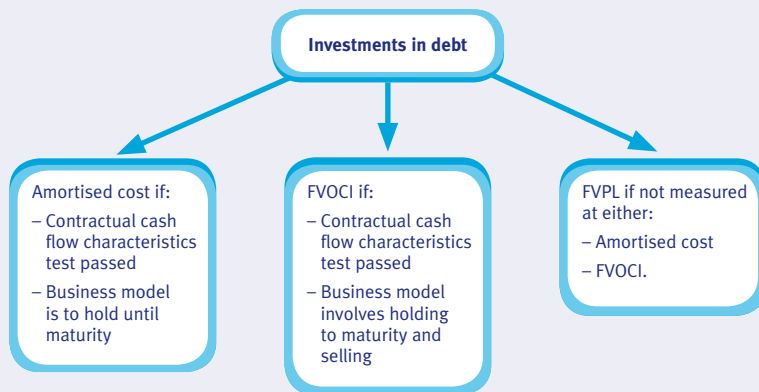 Investments in debt
Amortised cost if:
– Contractual cash
flow characteristics
test passed
– Business model
is to hold until
maturity
FVOCI if:
– Contractual cash
flow characteristics
test passed
– Business model
involves holding
to maturity and
selling
FVPL if not measured
at either:
– Amortised cost
– FVOCI.